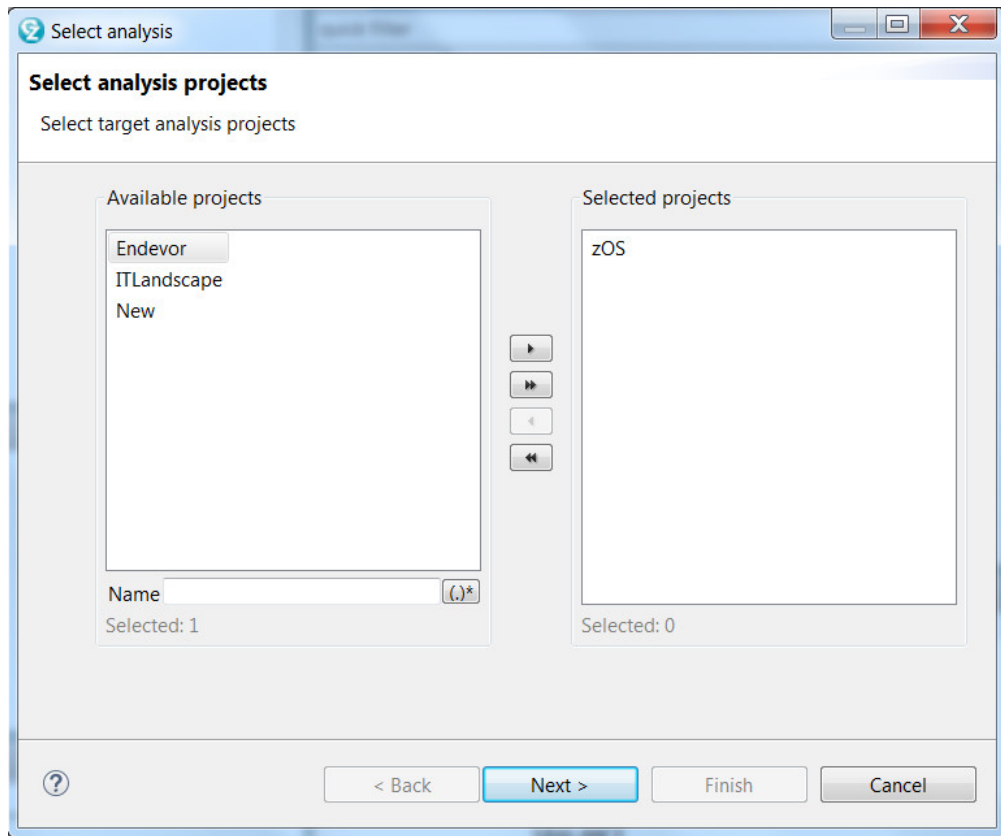 Select analysis
Select analysis projects
Select target analysis projects
Available projects
Endevor
ITLandscape
New
Name
(.)*
Selected: 1
Selected projects
zOS
Selected: 0
< Back
Next >
Finish
Cancel